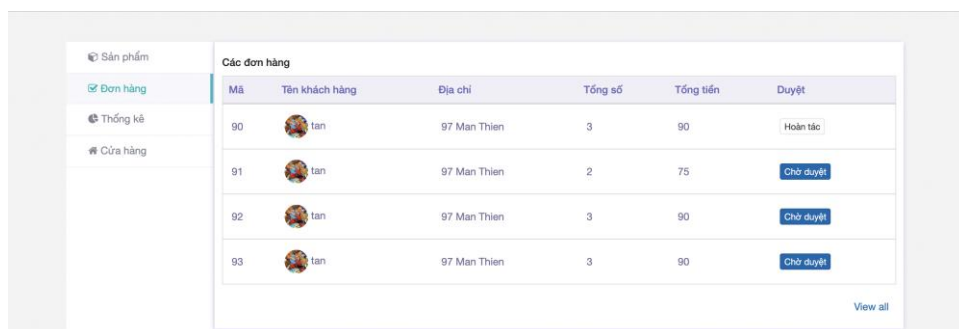 Sản phẩm
Đơn hàng
Thống kê
Cửa hàng
Các đơn hàng
Mã Tên khách hàng Địa chỉ Tổng số Tổng tiền Duyệt
90 tan 97 Man Thien 3 90 Hoàn tác
91 tan 97 Man Thien 2 75 Chờ duyệt
92 tan 97 Man Thien 3 90 Chờ duyệt
93 tan 97 Man Thien 3 90 Chờ duyệt
View all